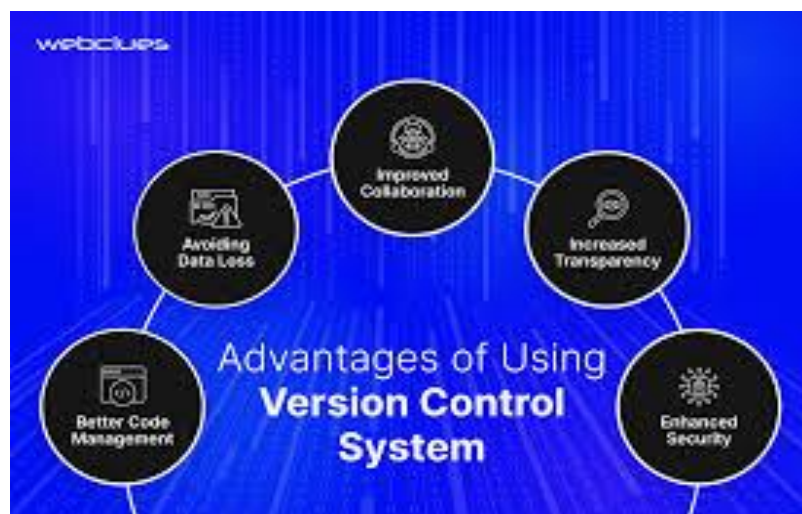 webclues
Improved
Collaboration
Avoiding
Data Loss
Increased
Transparency
Better Code
Management
Enhanced
Security
Advantages of Using
Version Control
System